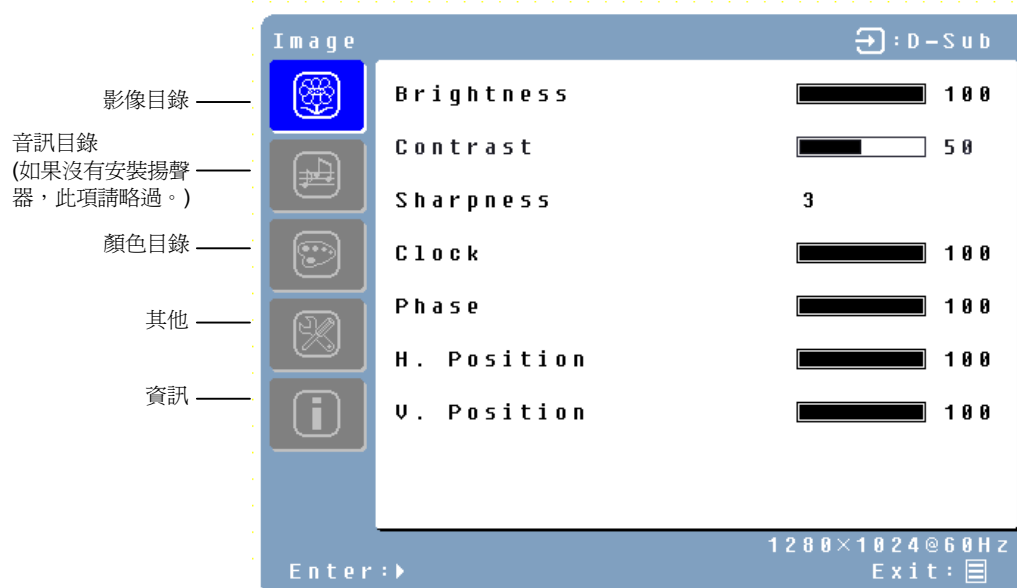 Image
:D-Sub
影像目錄
音訊目錄
(如果沒有安裝揚聲
器，此項請略過。)
顏色目錄
其他
資訊
Brightness 100
Contrast 50
Sharpness 3
Clock 100
Phase 100
H. Position 100
V. Position 100
1280×1024@60Hz
Enter:
Exit: